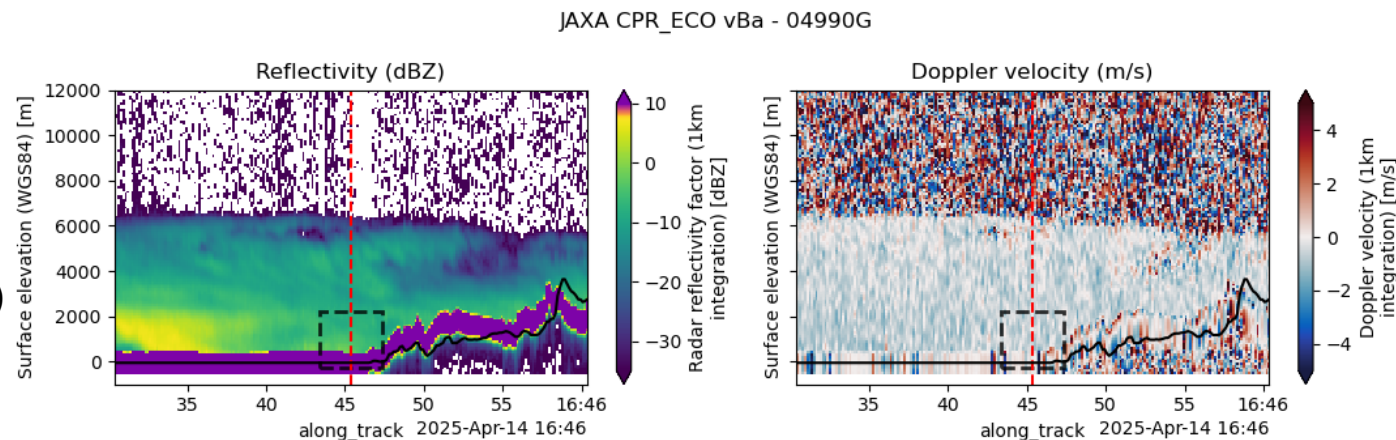 JAXA CPR_ECO vBa - 04990G
Reflectivity (dBZ)
Surface elevation (WGS84) [m]
12000
10000
8000
6000
4000
2000
0
35 40 45 50 55 16:46
along_track 2025-Apr-14 16:46
10
0
−10
−20
−30
Radar reflectivity factor (1km
integration) [dBZ]
Doppler velocity (m/s)
Surface elevation (WGS84) [m]
35 40 45 50 55 16:46
along_track 2025-Apr-14 16:46
4
2
0
−2
−4
Doppler velocity (1km
integration) [m/s]